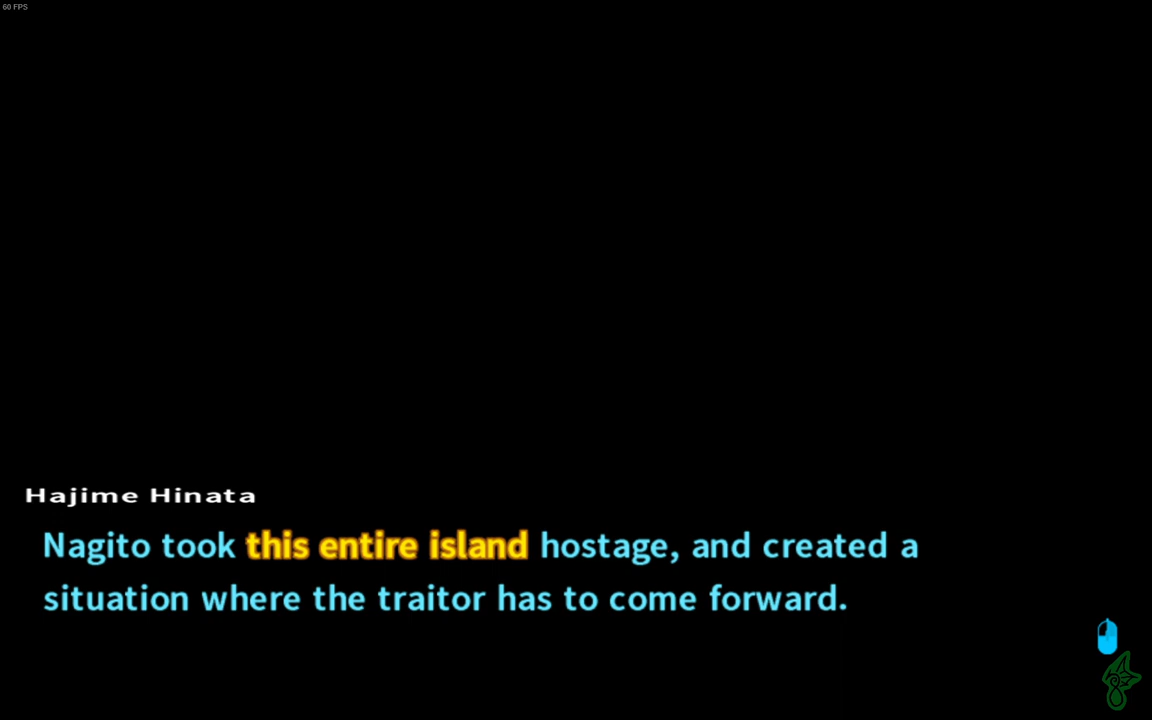 60 FPS
Hajime Hinata
Nagito took this entire island hostage, and created a
situation where the traitor has to come forward.